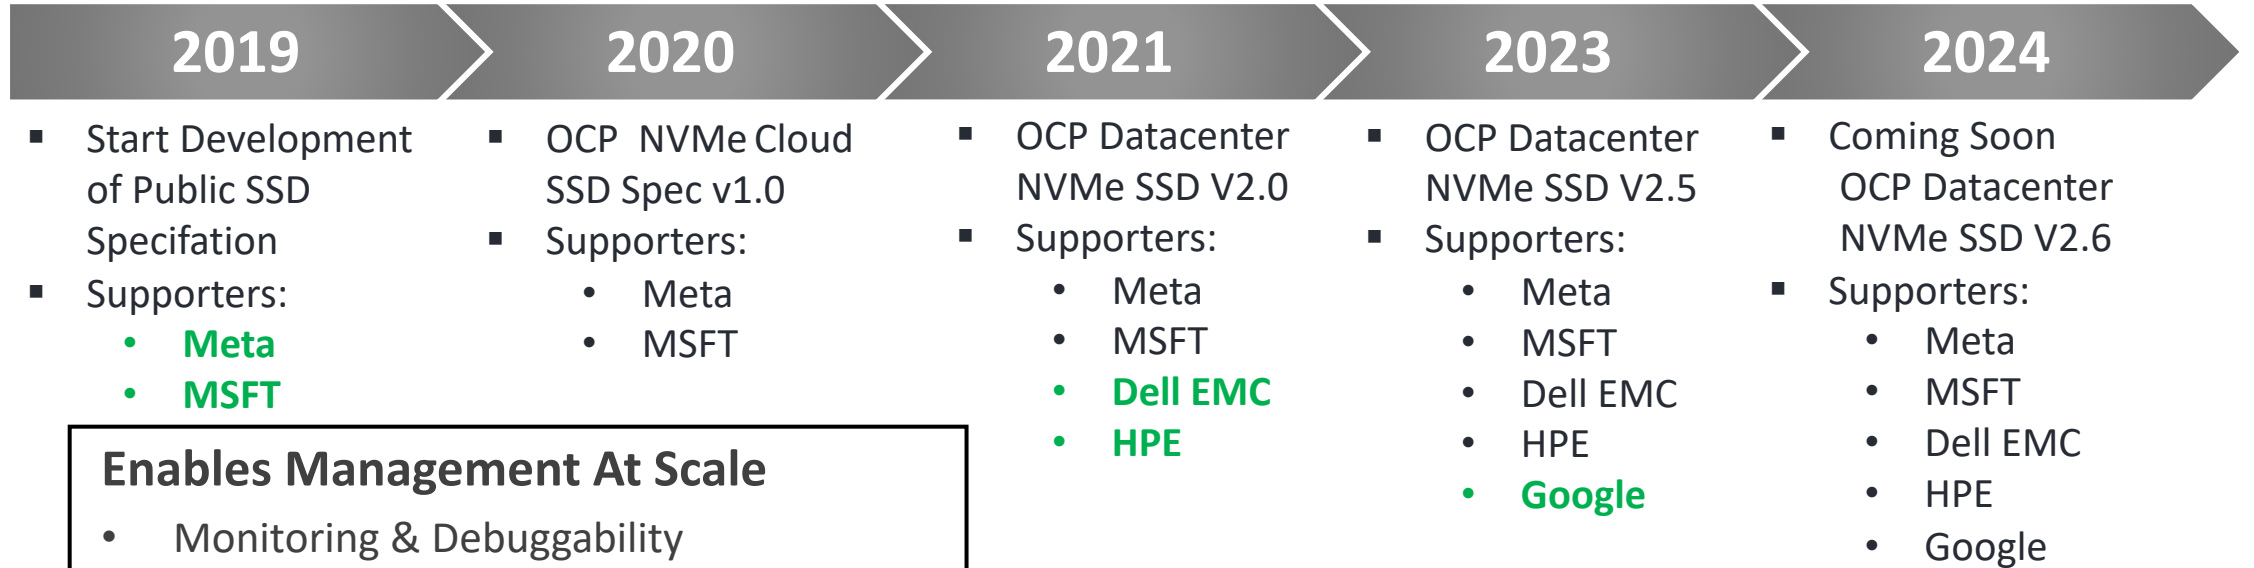 2019
2020
2021
2023
2024
▪ Start Development
of Public SSD
Specifation
▪ Supporters:
• Meta
• MSFT
▪ OCP NVMe Cloud
SSD Spec v1.0
▪ Supporters:
• Meta
• MSFT
▪ OCP Datacenter
NVMe SSD V2.0
▪ Supporters:
• Meta
• MSFT
• Dell EMC
• HPE
▪ OCP Datacenter
NVMe SSD V2.5
▪ Supporters:
• Meta
• MSFT
• Dell EMC
• HPE
• Google
▪ Coming Soon
OCP Datacenter
NVMe SSD V2.6
▪ Supporters:
• Meta
• MSFT
• Dell EMC
• HPE
• Google
Enables Management At Scale
• Monitoring & Debuggability